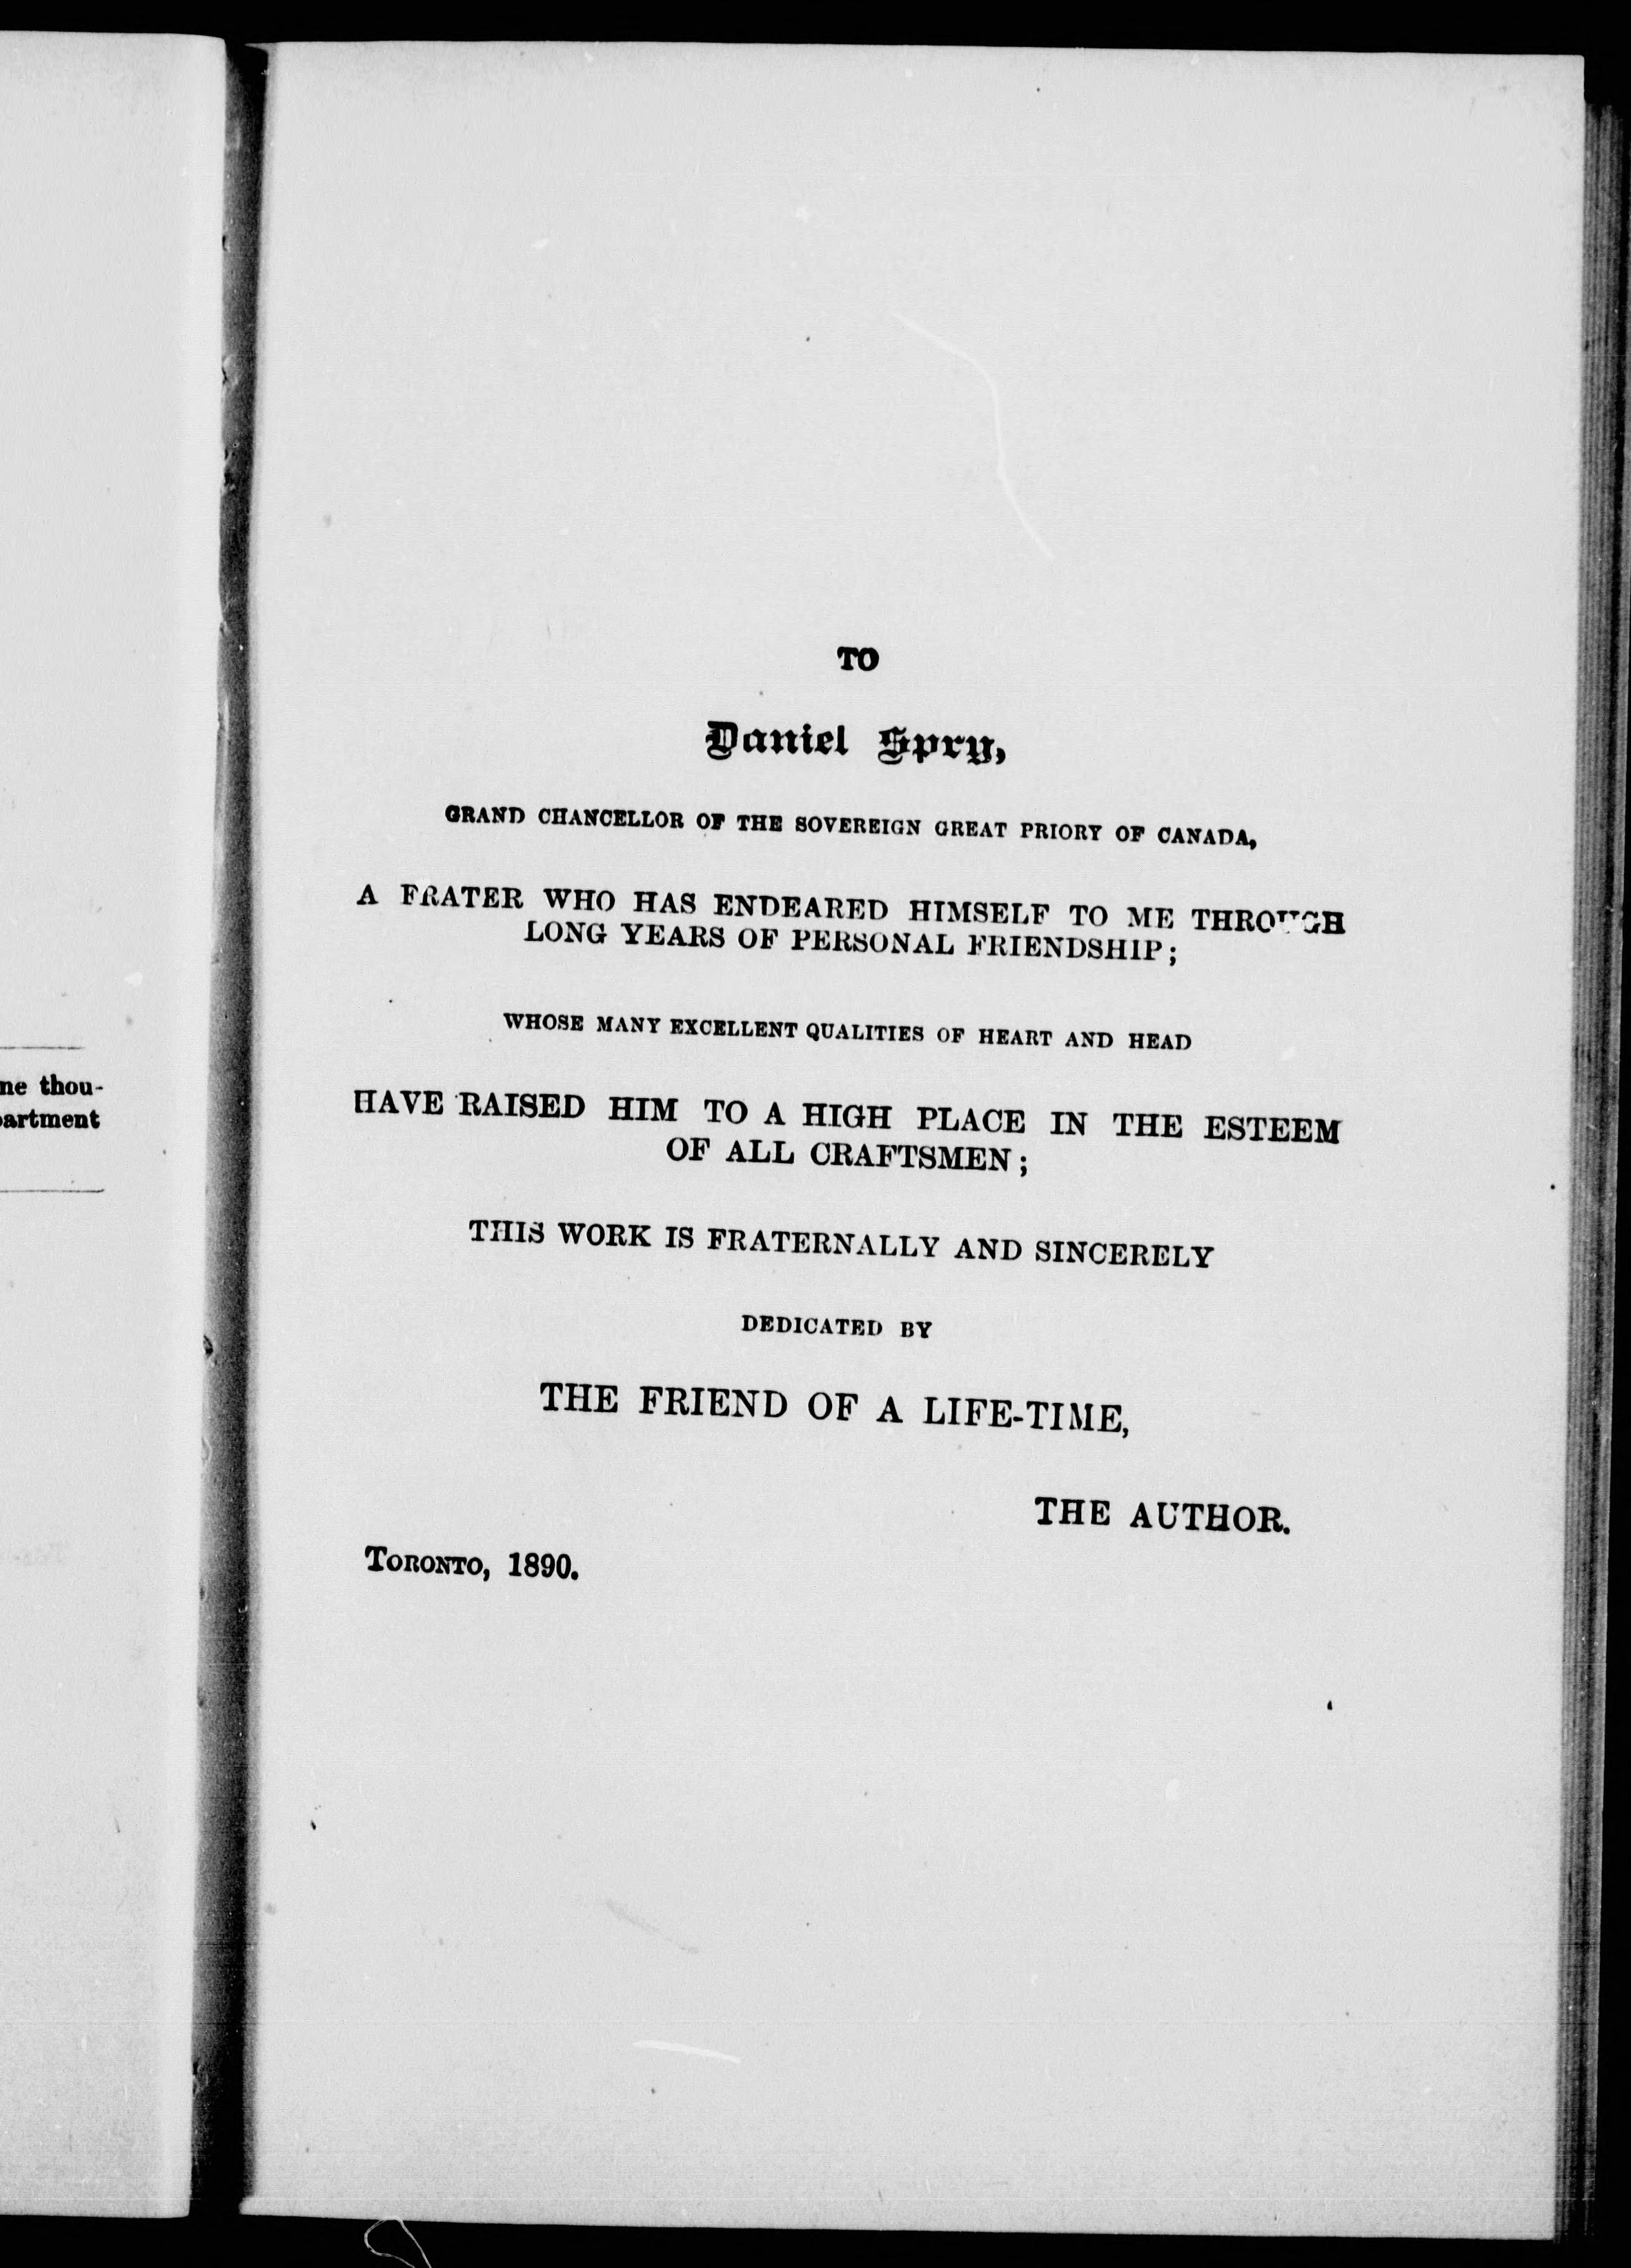 ne thou-
partment
TO
Daniel Spry,
GRAND CHANCELLOR OF THE SOVEREIGN GREAT PRIORY OF CANADA,
A FRATER WHO HAS ENDEARED HIMSELF TO ME THROUGH
LONG YEARS OF PERSONAL FRIENDSHIP;
WHOSE MANY EXCELLENT QUALITIES OF HEART AND HEAD
HAVE RAISED HIM TO A HIGH PLACE IN THE ESTEEM
OF ALL CRAFTSMEN;
THIS WORK IS FRATERNALLY AND SINCERELY
DEDICATED BY
THE FRIEND OF A LIFE-TIME,
THE AUTHOR.
TORONTO, 1890.